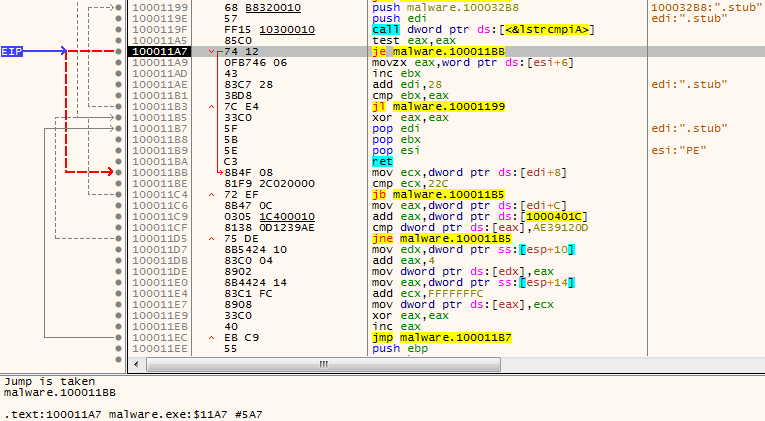 10001199 68 B8320010 push malware.100032B8 100032B8:".stub"
1000119E 57 push edi edi:".stub"
1000119F FF15 10300010 call dword ptr ds:[<&lstrcmpiA>]
100011A5 85C0 test eax,eax
EIP 100011A7 74 12 je malware.100011BB
100011A9 0FB746 06 movzx eax,word ptr ds:[esi+6]
100011AD 43 inc ebx
100011AE 83C7 28 add edi,28 edi:".stub"
100011B1 3BD8 cmp ebx,eax
100011B3 7C E4 jl malware.10001199
100011B5 33C0 xor eax,eax
100011B7 5F pop edi edi:".stub"
100011B8 5B pop ebx
100011B9 5E pop esi esi:"PE"
100011BA C3 ret
100011BB 8B4F 08 mov ecx,dword ptr ds:[edi+8]
100011BE 81F9 2C020000 cmp ecx,22C
100011C4 72 EF jb malware.100011B5
100011C6 8B47 0C mov eax,dword ptr ds:[edi+C]
100011C9 0305 1C400010 add eax,dword ptr ds:[1000401C]
100011CF 8138 0D1239AE cmp dword ptr ds:[eax],AE39120D
100011D5 75 DE jne malware.100011B5
100011D7 8B5424 10 mov edx,dword ptr ss:[esp+10]
100011DB 83C0 04 add eax,4
100011DE 8902 mov dword ptr ds:[edx],eax
100011E0 8B4424 14 mov eax,dword ptr ss:[esp+14]
100011E4 83C1 FC add ecx,FFFFFFFC
100011E7 8908 mov dword ptr ds:[eax],ecx
100011E9 33C0 xor eax,eax
100011EB 40 inc eax
100011EC EB C9 jmp malware.100011B7
100011EE 55 push ebp
Jump is taken
malware.100011BB
.text:100011A7 malware.exe:$11A7 #5A7